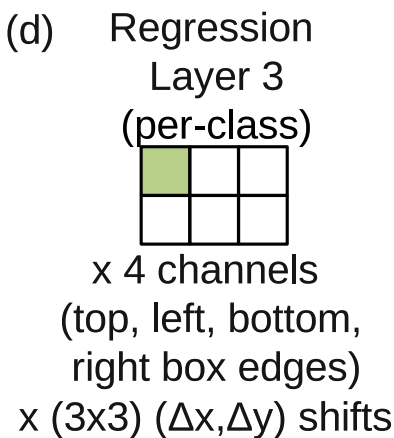 (d) Regression
Layer 3
(per-class)
x 4 channels
(top, left, bottom,
right box edges)
x (3x3) (Δx,Δy) shifts